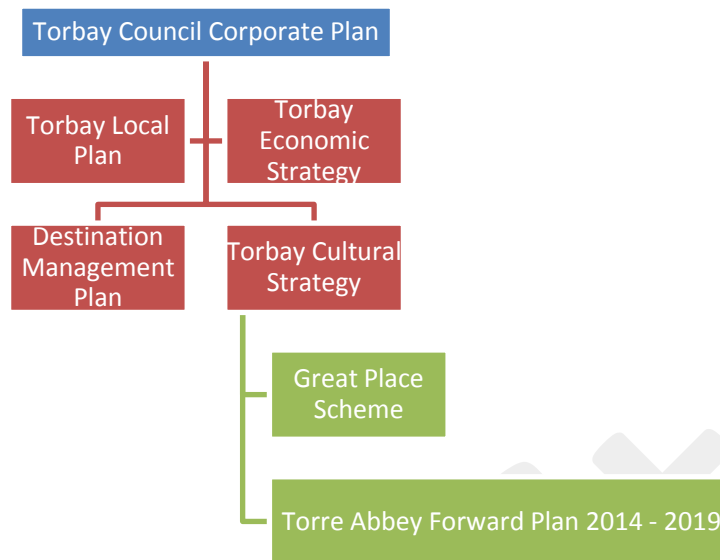 Torbay Council Corporate Plan
Torbay Local
Plan
Torbay
Economic
Strategy
Destination
Management
Plan
Torbay Cultural
Strategy
Great Place
Scheme
Torre Abbey Forward Plan 2014 - 2019